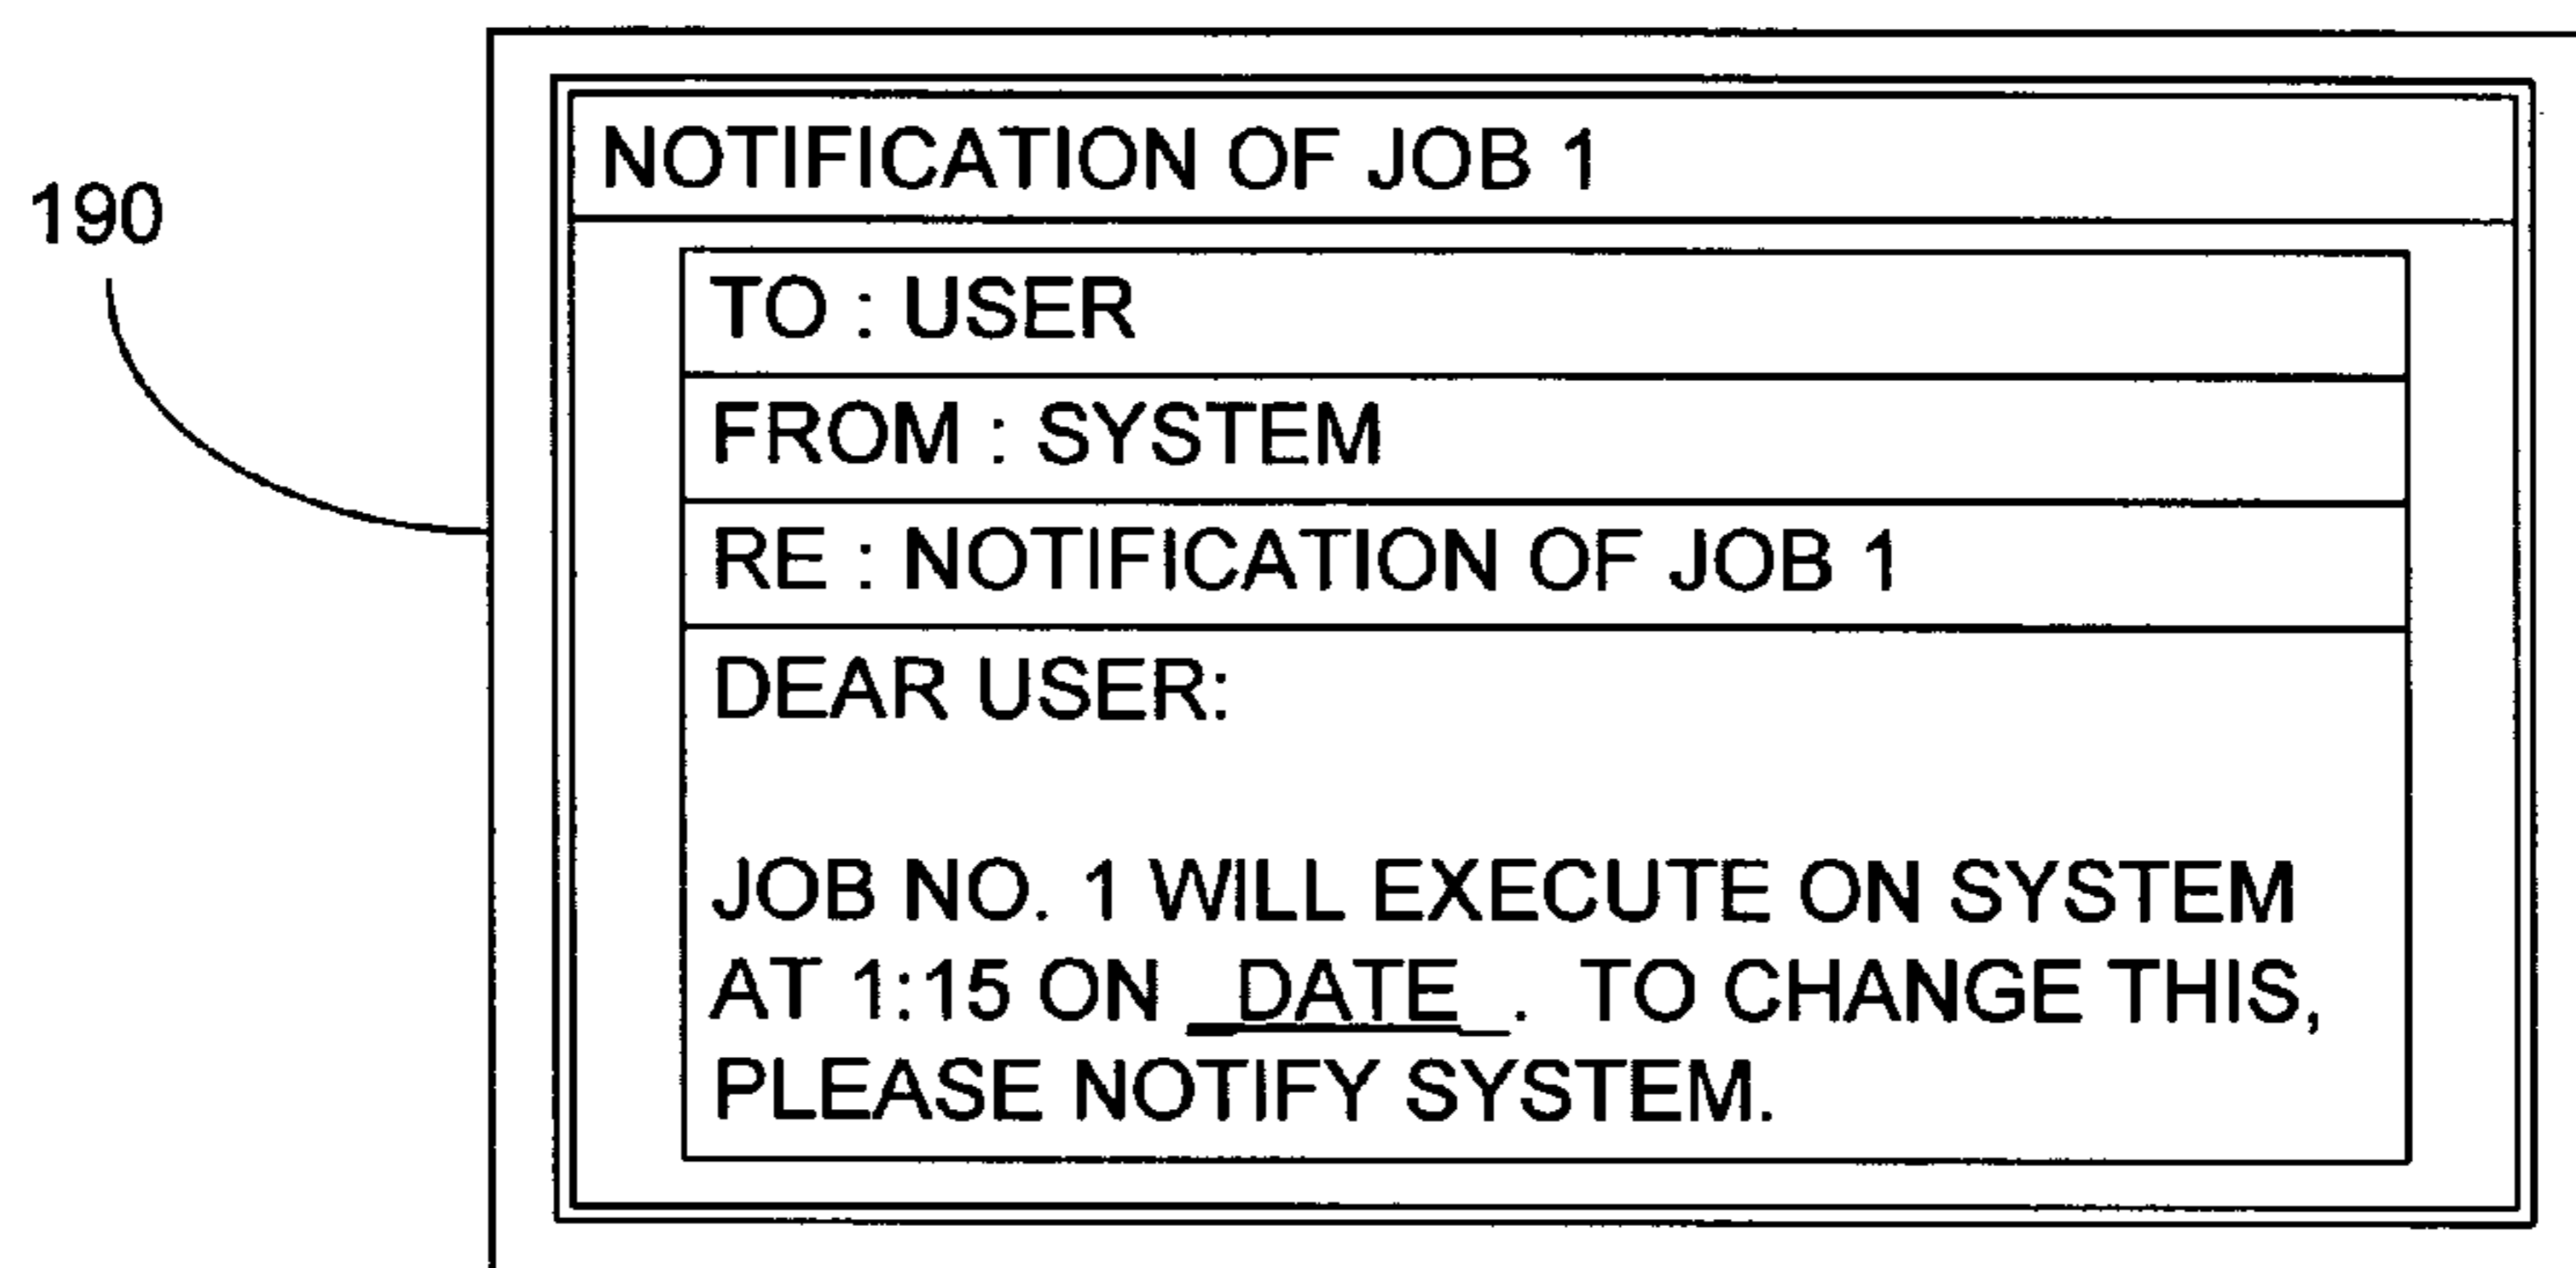 190
NOTIFICATION OF JOB 1
TO : USER
FROM : SYSTEM
RE : NOTIFICATION OF JOB 1
DEAR USER:
JOB NO. 1 WILL EXECUTE ON SYSTEM
AT 1:15 ON DATE . TO CHANGE THIS,
PLEASE NOTIFY SYSTEM.